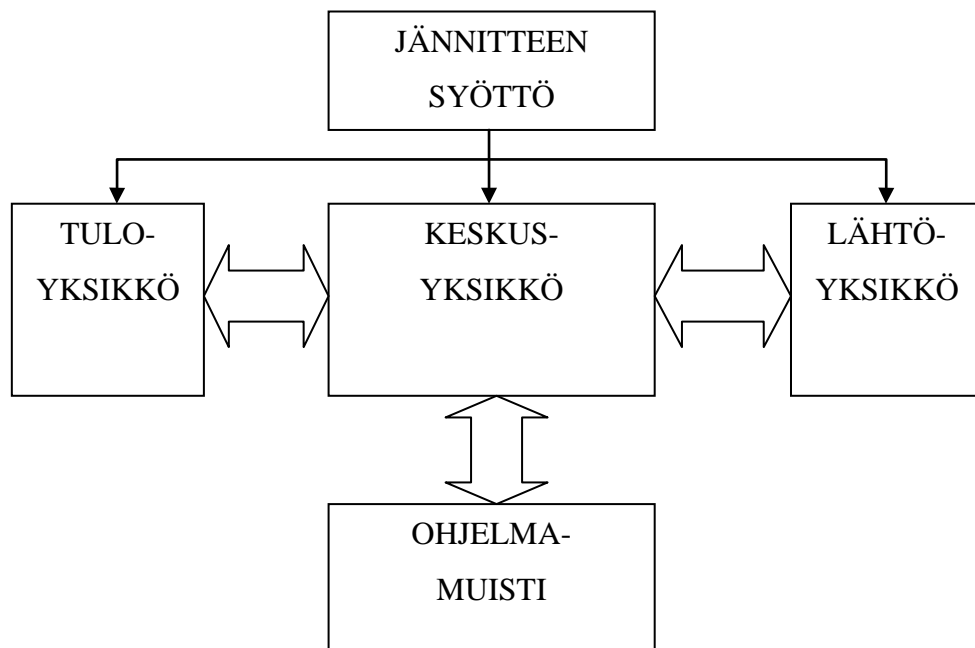 JÄNNITTEEN
SYÖTTÖ
TULO-
YKSIKKÖ
KESKUS-
YKSIKKÖ
LÄHTÖ-
YKSIKKÖ
OHJELMA-
MUISTI